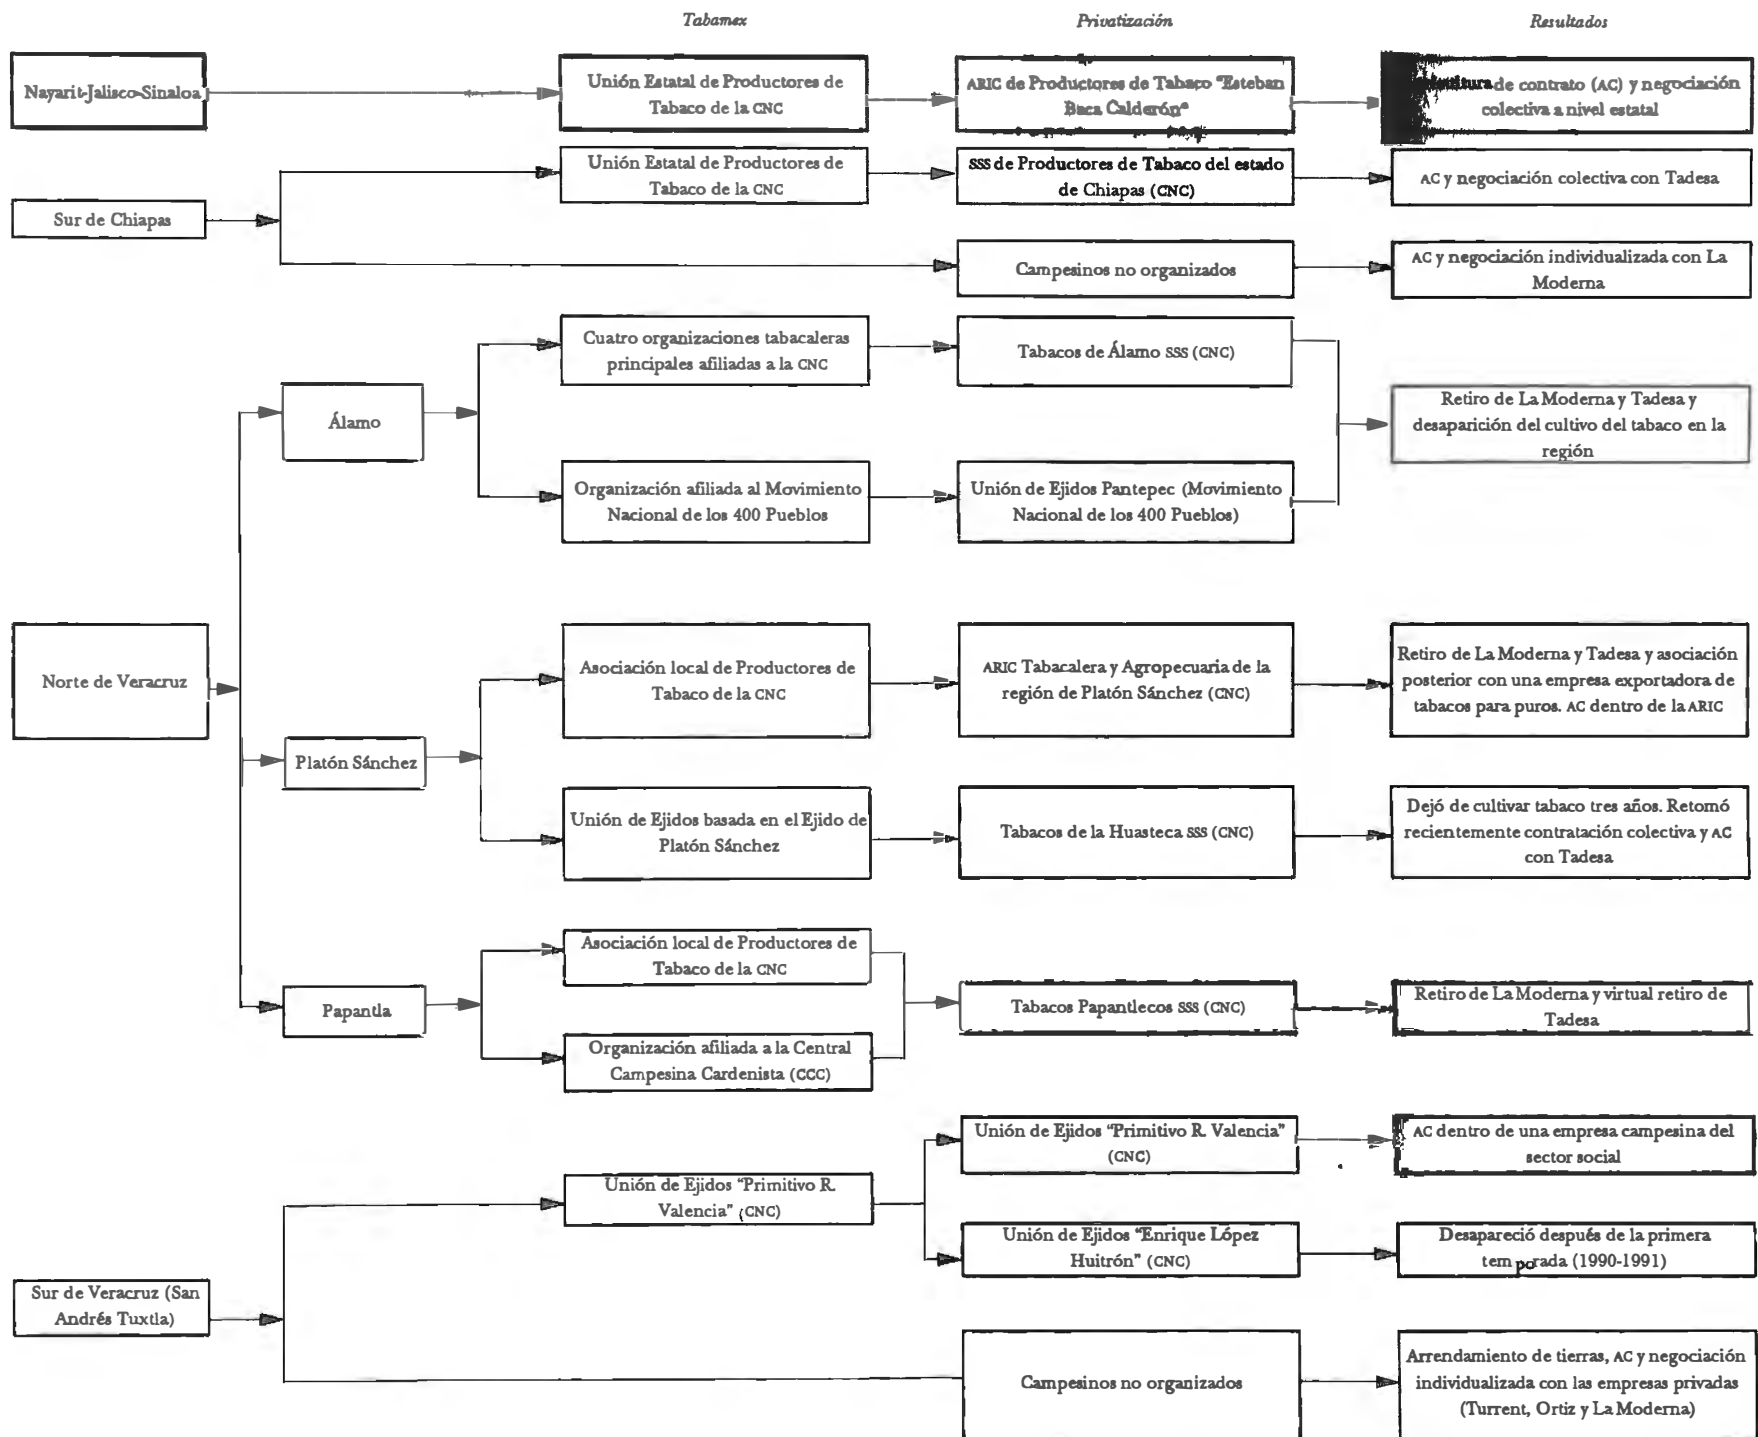 Tabamex
Privatización
Resultados
Nayarit-Jalisco-Sinaloa
Unión Estatal de Productores de
Tabaco de la CNC
ARIC de Productores de Tabaco "Esteban
Baca Calderón"
de contrato (AC) y negociación
colectiva a nivel estatal
Sur de Chiapas
Unión Estatal de Productores de
Tabaco de la CNC
SSS de Productores de Tabaco del estado
de Chiapas (CNC)
AC y negociación colectiva con Tadesa
Campesinos no organizados
AC y negociación individualizada con La
Moderna
Norte de Veracruz
Álamo
Cuatro organizaciones tabacaleras
principales afiliadas a la CNC
Tabacos de Álamo SSS (CNC)
Organización afiliada al Movimiento
Nacional de los 400 Pueblos
Unión de Ejidos Pantepec (Movimiento
Nacional de los 400 Pueblos)
Retiro de La Moderna y Tadesa y
desaparición del cultivo del tabaco en la
región
Platón Sánchez
Asociación local de Productores de
Tabaco de la CNC
ARIC Tabacalera y Agropecuaria de la
región de Platón Sánchez (CNC)
Retiro de La Moderna y Tadesa y asociación
posterior con una empresa exportadora de
tabacos para puros. AC dentro de la ARIC
Unión de Ejidos basada en el Ejido de
Platón Sánchez
Tabacos de la Huasteca SSS (CNC)
Dejó de cultivar tabaco tres años. Retomó
recientemente contratación colectiva y AC
con Tadesa
Papantla
Asociación local de Productores de
Tabaco de la CNC
Organización afiliada a la Central
Campesina Cardenista (CCC)
Tabacos Papantlecos SSS (CNC)
Retiro de La Moderna y virtual retiro de
Tadesa
Sur de Veracruz (San
Andrés Tuxtla)
Unión de Ejidos "Primitivo R.
Valencia" (CNC)
Unión de Ejidos "Primitivo R. Valencia"
(CNC)
AC dentro de una empresa campesina del
sector social
Unión de Ejidos "Enrique López
Huitrón" (CNC)
Desapareció después de la primera
temporada (1990-1991)
Campesinos no organizados
Arrendamiento de tierras, AC y negociación
individualizada con las empresas privadas
(Turrent, Ortiz y La Moderna)